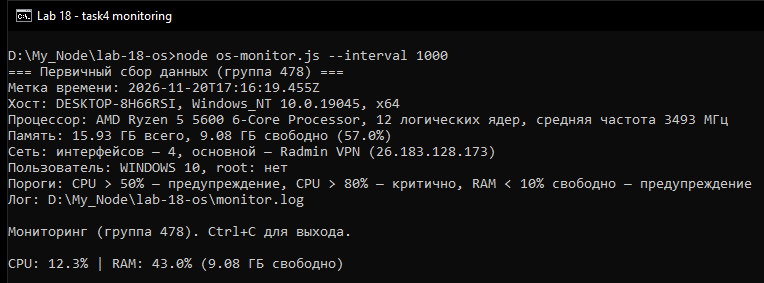 Lab 18 - task4 monitoring
D:\My_Node\lab-18-os>node os-monitor.js --interval 1000
=== Первичный сбор данных (группа 478) ===
Метка времени: 2026-11-20T17:16:19.455Z
Хост: DESKTOP-8H66RSI, Windows_NT 10.0.19045, x64
Процессор: AMD Ryzen 5 5600 6-Core Processor, 12 логических ядер, средняя частота 3493 МГц
Память: 15.93 ГБ всего, 9.08 ГБ свободно (57.0%)
Сеть: интерфейсов — 4, основной — Radmin VPN (26.183.128.173)
Пользователь: WINDOWS 10, root: нет
Пороги: CPU > 50% — предупреждение, CPU > 80% — критично, RAM < 10% свободно — предупреждение
Лог: D:\My_Node\lab-18-os\monitor.log
Мониторинг (группа 478). Ctrl+C для выхода.
CPU: 12.3% | RAM: 43.0% (9.08 ГБ свободно)